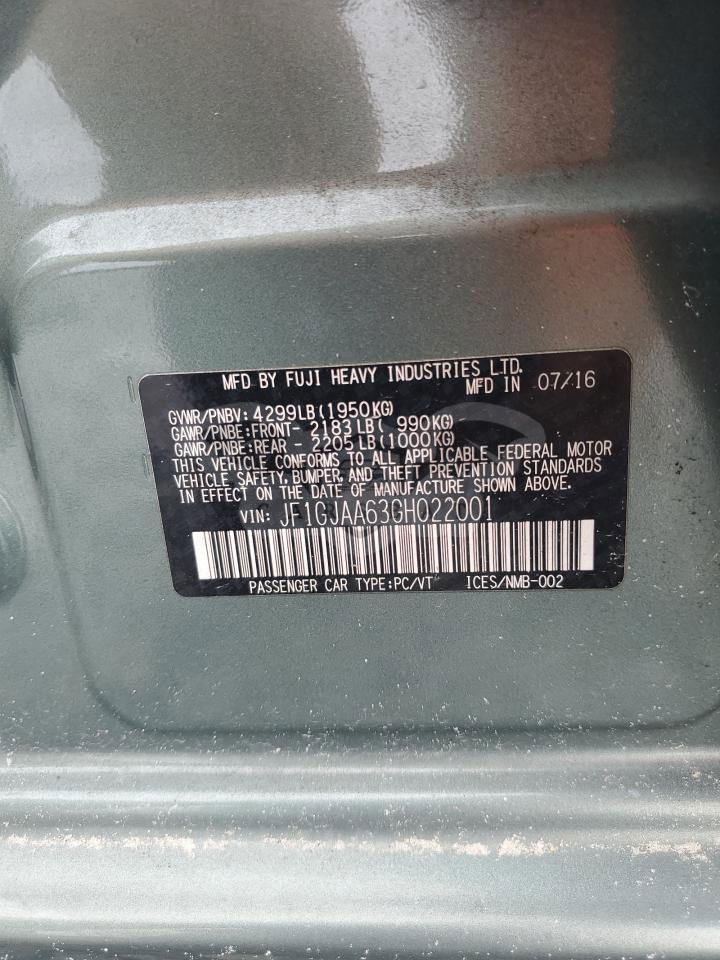 MFD BY FUJI HEAVY INDUSTRIES LTD.
MFD IN 07/16
GVWR/PNBV: 4299LB(1950KG)
GAWR/PNBE:FRONT- 2183LB( 990KG)
GAWR/PNBE:REAR - 2205LB(1000KG)
THIS VEHICLE CONFORMS TO ALL APPLICABLE FEDERAL MOTOR
VEHICLE SAFETY, BUMPER, AND THEFT PREVENTION STANDARDS
IN EFFECT ON THE DATE OF MANUFACTURE SHOWN ABOVE.
VIN: JF1GJAA63GH022001
PASSENGER CAR TYPE:PC/VT ICES/NMB-002